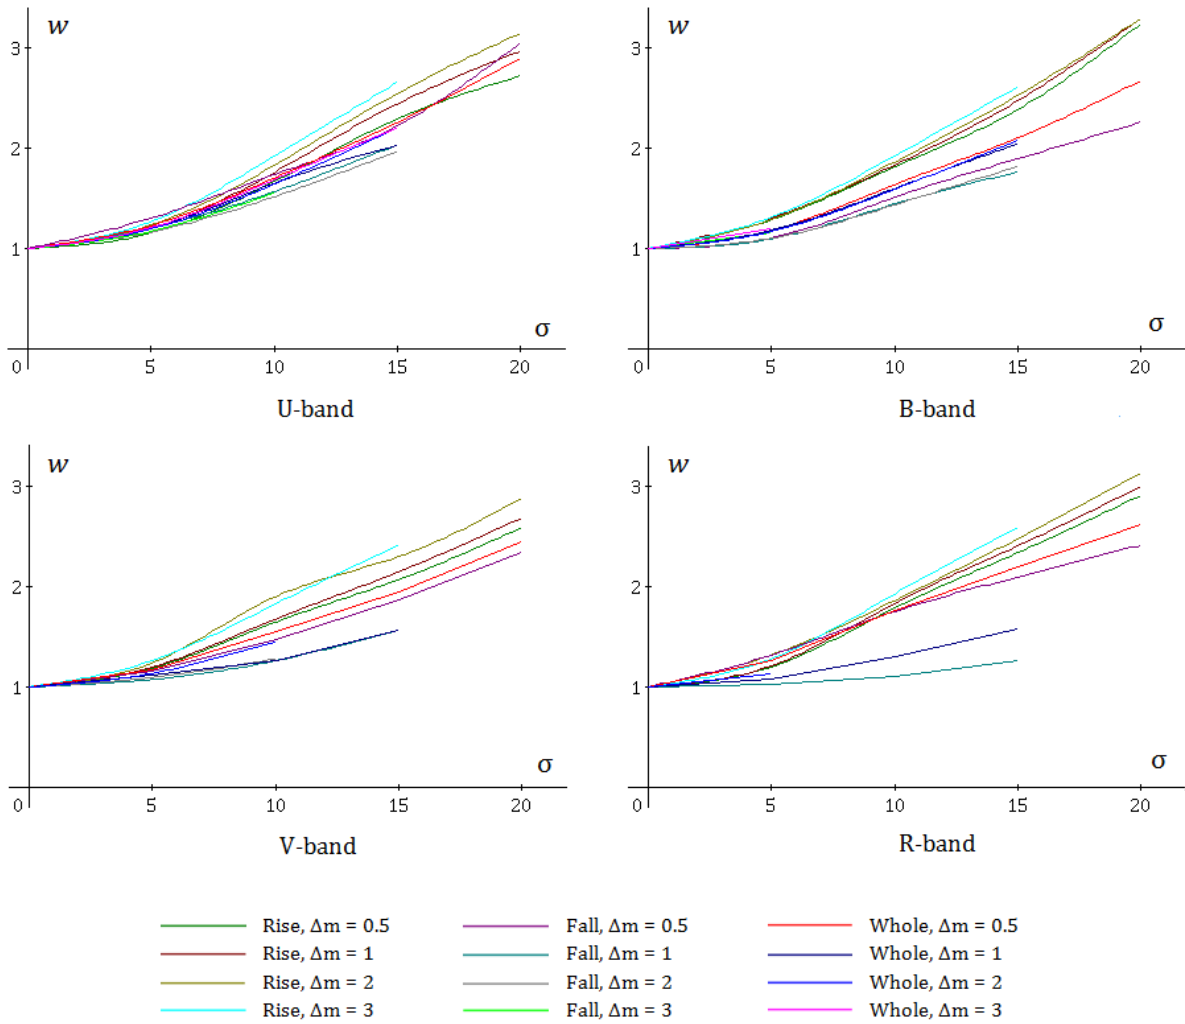 w w
3 3
2 2
1 1
σ σ
0 5 10 15 20 0 5 10 15 20
U-band B-band
w w
3 3
2 2
1 1
σ σ
0 5 10 15 20 0 5 10 15 20
V-band R-band
Rise, Δm = 0.5 Fall, Δm = 0.5 Whole, Δm = 0.5
Rise, Δm = 1 Fall, Δm = 1 Whole, Δm = 1
Rise, Δm = 2 Fall, Δm = 2 Whole, Δm = 2
Rise, Δm = 3 Fall, Δm = 3 Whole, Δm = 3